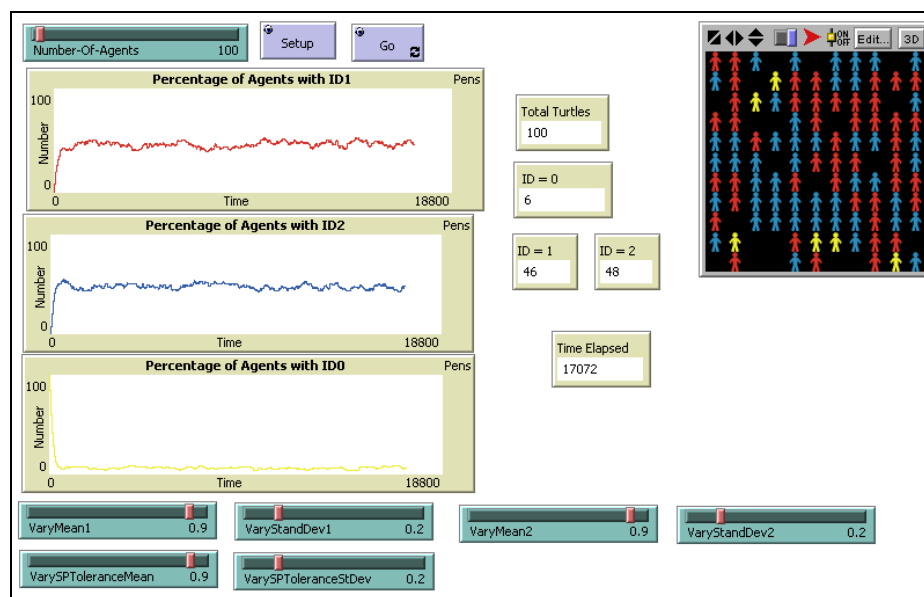 Number-Of-Agents 100
Setup
Go
ON
OFF
Edit...
3D
Percentage of Agents with ID1
Pens
100
Number
0
0
Time
18800
Total Turtles
100
ID = 0
6
Percentage of Agents with ID2
Pens
100
Number
0
0
Time
18800
ID = 1
46
ID = 2
48
Time Elapsed
17072
Percentage of Agents with ID0
Pens
100
Number
0
0
Time
18800
VaryMean1 0.9
VaryStandDev1 0.2
VaryMean2 0.9
VaryStandDev2 0.2
VarySPToleranceMean 0.9
VarySPToleranceStDev 0.2